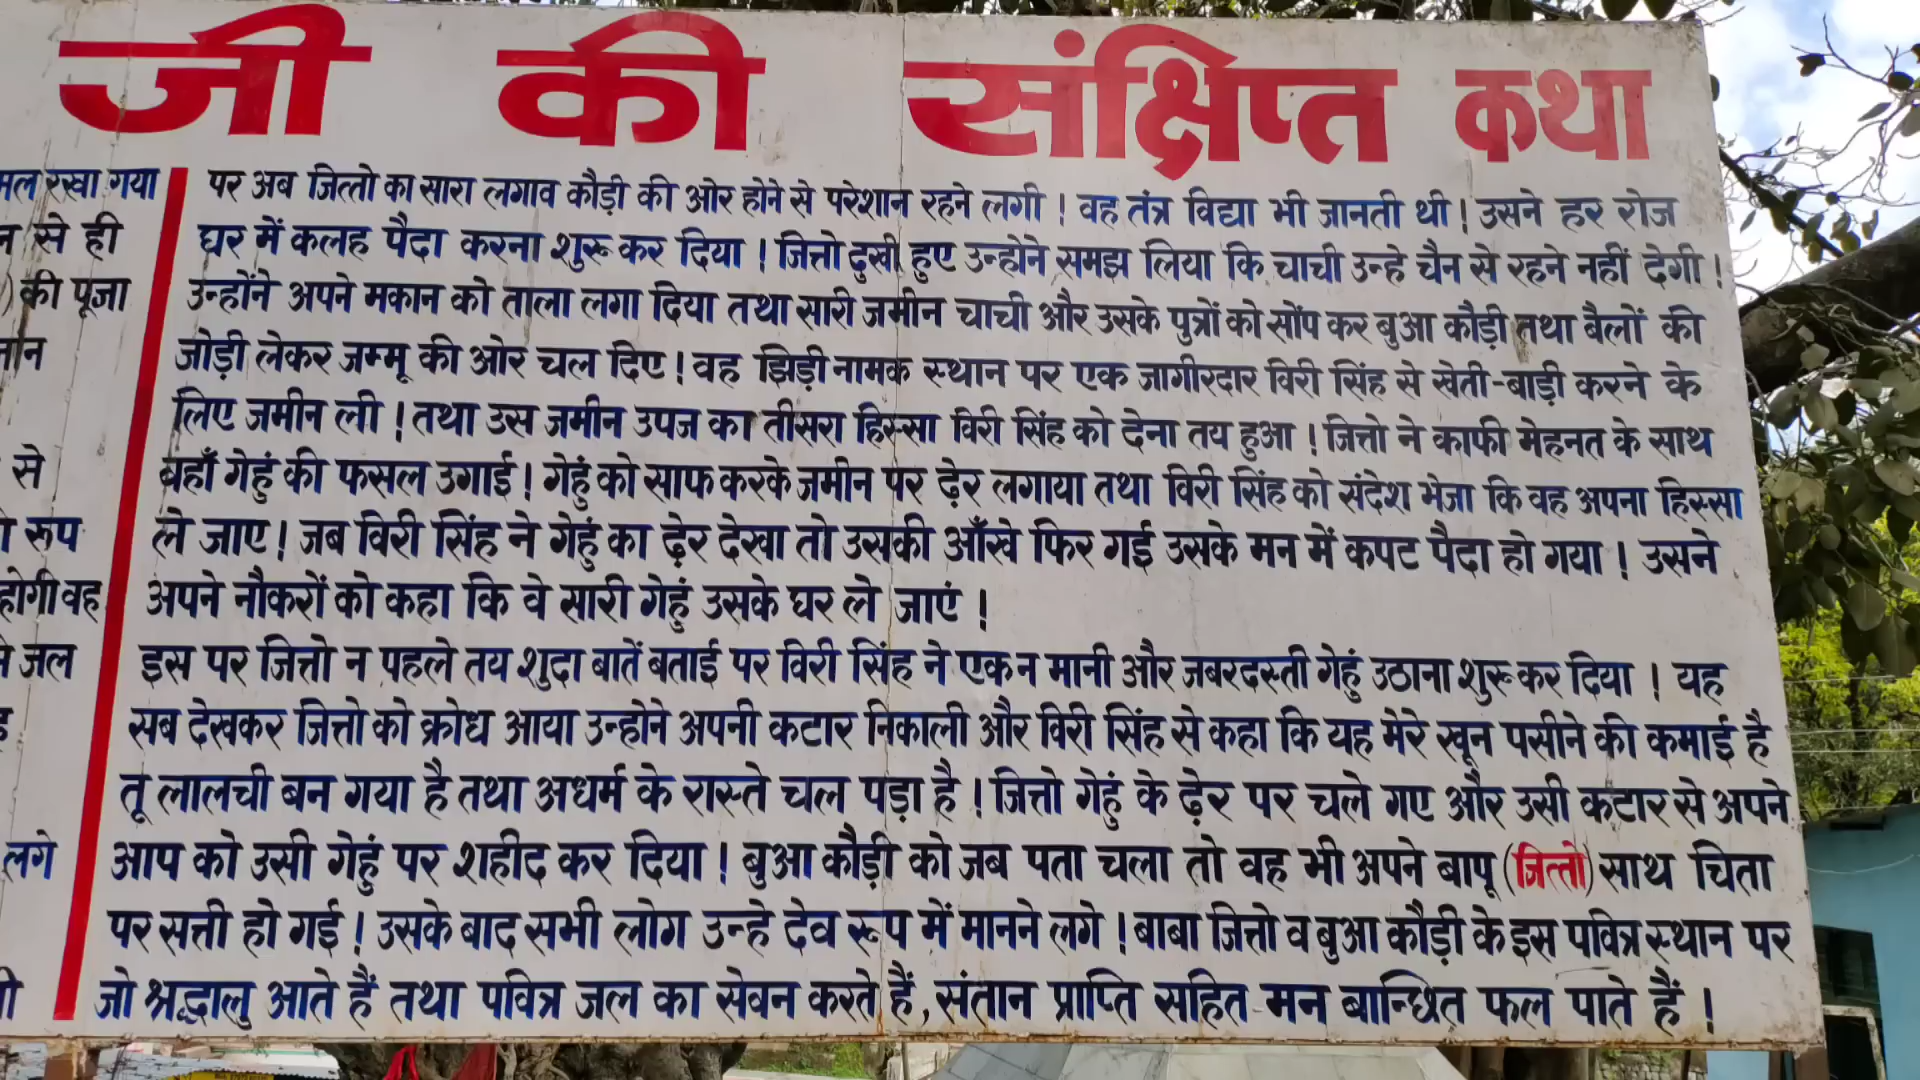 जी की संक्षिप्त कथा
रखा गया
से ही
की पूजा
से
रूप
होगी वह
जल
लगे
पर अब जित्तो का सारा लगाव कौड़ी की ओर होने से परेशान रहने लगी ! वह तंत्र विद्या भी जानती थी ! उसने हर रोज
घर में कलह पैदा करना शुरू कर दिया ! जित्तो दुखी हुए उन्होने समझ लिया कि चाची उन्हे चैन से रहने नहीं देगी !
उन्होंने अपने मकान को ताला लगा दिया तथा सारी जमीन चाची और उसके पुत्रों को सोंप कर बुआ कौड़ी तथा बैलों की
जोड़ी लेकर जम्मू की ओर चल दिए ! वह झिड़ी नामक स्थान पर एक जागीरदार विरी सिंह से खेती-बाड़ी करने के
लिए जमीन ली ! तथा उस जमीन उपज का तीसरा हिस्सा विरी सिंह को देना तय हुआ ! जित्तो ने काफी मेहनत के साथ
बहाँ गेहुं की फसल उगाई ! गेहुं को साफ करके जमीन पर ढ़ेर लगाया तथा विरी सिंह को संदेश भेजा कि वह अपना हिस्सा
ले जाए ! जब विरी सिंह ने गेहुं का ढ़ेर देखा तो उसकी आँखे फिर गई उसके मन में कपट पैदा हो गया ! उसने
अपने नौकरों को कहा कि वे सारी गेहुं उसके घर ले जाएं !
इस पर जित्तो न पहले तय शुदा बातें बताई पर विरी सिंह ने एक न मानी और जबरदस्ती गेहुं उठाना शुरू कर दिया ! यह
सब देखकर जित्तो को क्रोध आया उन्होने अपनी कटार निकाली और विरी सिंह से कहा कि यह मेरे खून पसीने की कमाई है
तू लालची बन गया है तथा अधर्म के रास्ते चल पड़ा है ! जित्तो गेहुं के ढ़ेर पर चले गए और उसी कटार से अपने
आप को उसी गेहुं पर शहीद कर दिया ! बुआ कौड़ी को जब पता चला तो वह भी अपने बापू (जित्तो) साथ चिता
पर सत्ती हो गई ! उसके बाद सभी लोग उन्हे देव रूप में मानने लगे ! बाबा जित्तो व बुआ कौड़ी के इस पवित्र स्थान पर
जो श्रद्धालु आते हैं तथा पवित्र जल का सेवन करते हैं, संतान प्राप्ति सहित मन बान्छित फल पाते हैं !